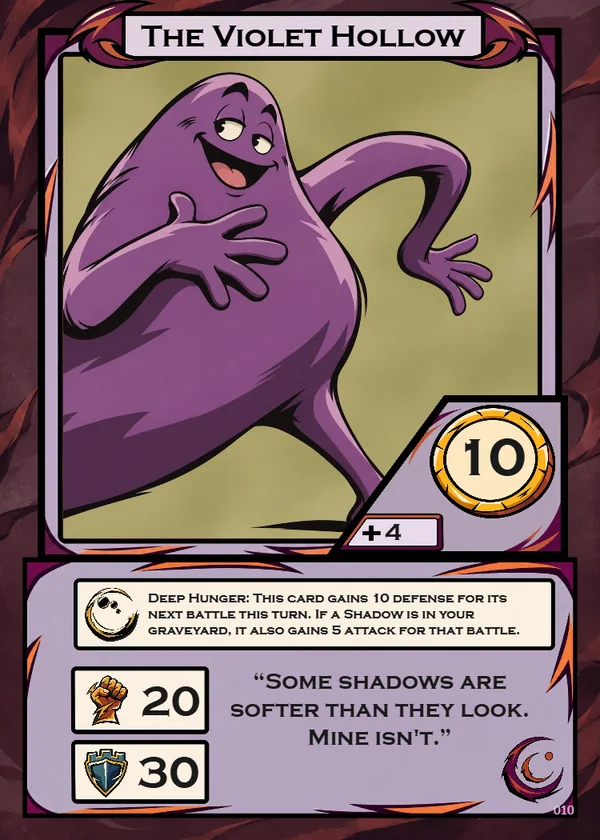 The Violet Hollow
10
+4
Deep Hunger: This card gains 10 defense for its
next battle this turn. If a Shadow is in your
graveyard, it also gains 5 attack for that battle.
20
30
“Some shadows are
softer than they look.
Mine isn't.”
010